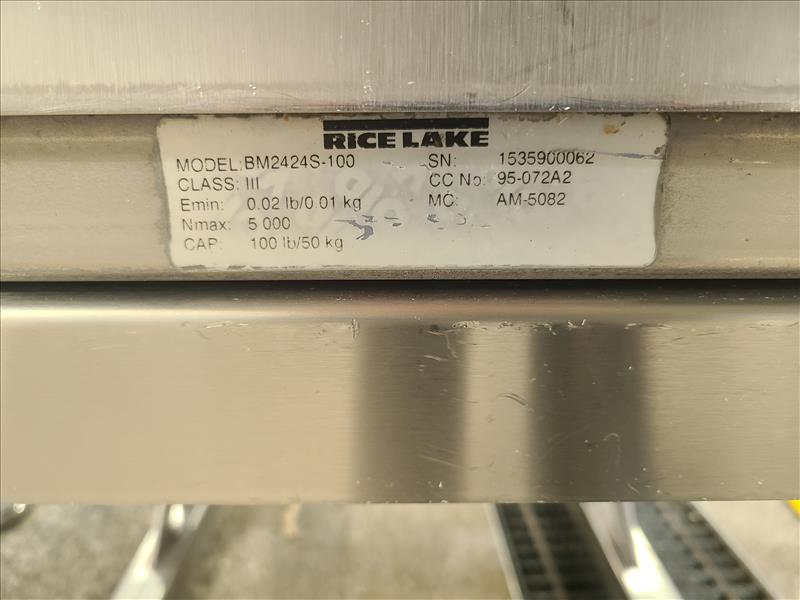 RICE LAKE
MODEL: BM2424S-100 SN: 1535900062
CLASS: III CC No: 95-072A2
Emin: 0.02 lb/0.01 kg MC: AM-5082
Nmax: 5 000
CAP: 100 lb/50 kg